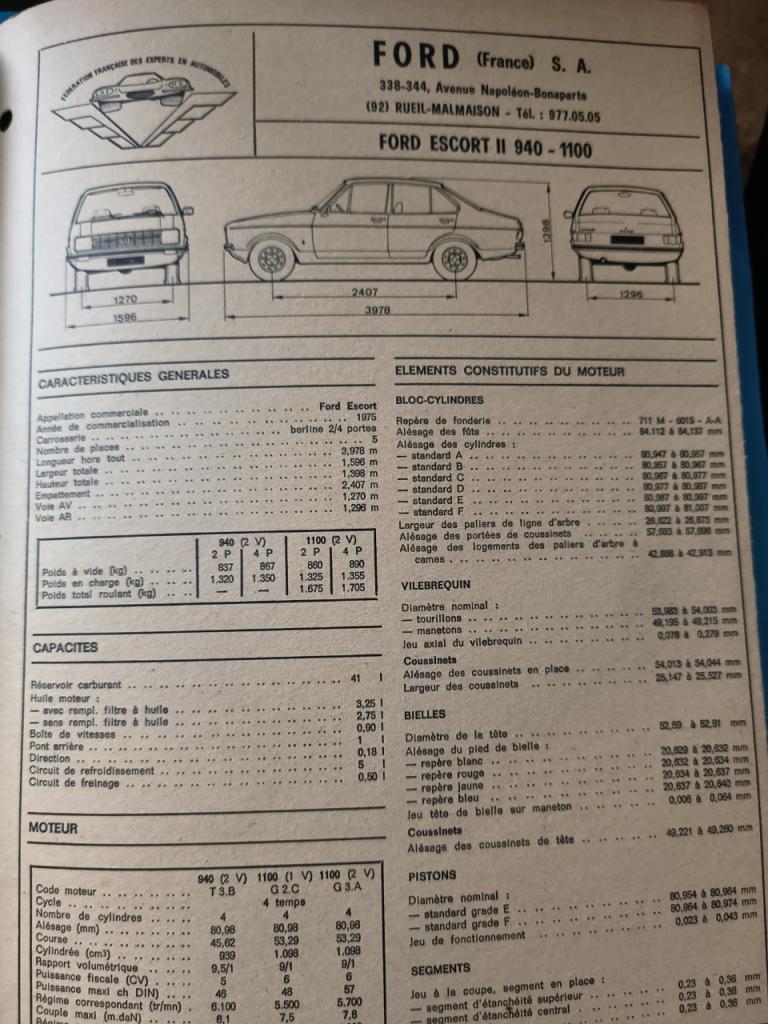 FEDERATION FRANÇAISE DES EXPERTS EN AUTOMOBILES
FORD (France) S. A.
338-344, Avenue Napoléon-Bonaparte
(92) RUEIL-MALMAISON - Tél. : 977.05.05
FORD ESCORT II 940 - 1100
1398
1270
1596
2407
3978
1296
CARACTERISTIQUES GENERALES
Appellation commerciale .. .. .. .. .. .. .. .. .. Ford Escort
Année de commercialisation .. .. .. .. .. .. .. .. 1975
Carrosserie .. .. .. .. .. .. .. .. .. berline 2/4 portes
Nombre de places .. .. .. .. .. .. .. .. .. .. 5
Longueur hors tout .. .. .. .. .. .. .. .. .. 3,978 m
Largeur totale .. .. .. .. .. .. .. .. .. .. 1,596 m
Hauteur totale .. .. .. .. .. .. .. .. .. .. 1,398 m
Empattement .. .. .. .. .. .. .. .. .. .. 2,407 m
Voie AV .. .. .. .. .. .. .. .. .. .. 1,270 m
Voie AR .. .. .. .. .. .. .. .. .. .. 1,296 m
940 (2 V) 1100 (2 V)
2 P 4 P 2 P 4 P
Poids à vide (kg) .. .. .. .. 837 867 860 890
Poids en charge (kg) .. .. .. 1.320 1.350 1.325 1.355
Poids total roulant (kg) .. .. — — 1.675 1.705
CAPACITES
Réservoir carburant .. .. .. .. .. .. .. .. .. 41 l
Huile moteur :
— avec rempl. filtre à huile .. .. .. .. .. .. .. 3,25 l
— sans rempl. filtre à huile .. .. .. .. .. .. .. 2,75 l
Boîte de vitesses .. .. .. .. .. .. .. .. .. 0,90 l
Pont arrière .. .. .. .. .. .. .. .. .. .. 1 l
Direction .. .. .. .. .. .. .. .. .. .. 0,18 l
Circuit de refroidissement .. .. .. .. .. .. .. 5 l
Circuit de freinage .. .. .. .. .. .. .. .. .. 0,50 l
MOTEUR
940 (2 V) 1100 (1 V) 1100 (2 V)
Code moteur .. .. .. .. .. .. T 3.B G 2.C G 3.A
Cycle .. .. .. .. .. .. .. 4 temps
Nombre de cylindres .. .. .. .. 4 4 4
Alésage (mm) .. .. .. .. .. 80,98 80,98 80,98
Course .. .. .. .. .. .. .. 45,62 53,29 53,29
Cylindrée (cm3) .. .. .. .. .. 939 1.098 1.098
Rapport volumétrique .. .. .. .. 9,5/1 9/1 9/1
Puissance fiscale (CV) .. .. .. 5 6 6
Puissance maxi ch DIN) .. .. .. 46 48 57
Régime correspondant (tr/mn) . 6.100 5.500 5.700
Couple maxi (m.daN) .. .. .. .. 6,1 7,5 7,8
ELEMENTS CONSTITUTIFS DU MOTEUR
BLOC-CYLINDRES
Repère de fonderie .. .. .. .. .. .. .. 711 M - 6015 - A-A
Alésage des fûts .. .. .. .. .. .. .. 84,112 à 84,137 mm
Alésage des cylindres :
— standard A .. .. .. .. .. .. .. 80,947 à 80,957 mm
— standard B .. .. .. .. .. .. .. 80,957 à 80,967 mm
— standard C .. .. .. .. .. .. .. 80,967 à 80,977 mm
— standard D .. .. .. .. .. .. .. 80,977 à 80,987 mm
— standard E .. .. .. .. .. .. .. 80,987 à 80,997 mm
— standard F .. .. .. .. .. .. .. 80,997 à 81,007 mm
Largeur des paliers de ligne d'arbre . .. .. .. 26,822 à 26,873 mm
Alésage des portées de coussinets .. .. .. 57,683 à 57,696 mm
Alésage des logements des paliers d'arbre à
cames .. .. .. .. .. .. .. .. 42,888 à 42,913 mm
VILEBREQUIN
Diamètre nominal :
— tourillons .. .. .. .. .. .. .. 53,983 à 54,003 mm
— manetons .. .. .. .. .. .. .. 49,195 à 49,215 mm
Jeu axial du vilebrequin .. .. .. .. .. 0,076 à 0,279 mm
Coussinets
Alésage des coussinets en place .. .. .. .. 54,013 à 54,044 mm
Largeur des coussinets .. .. .. .. .. .. 25,147 à 25,527 mm
BIELLES
Diamètre de la tête .. .. .. .. .. .. .. 52,89 à 52,91 mm
Alésage du pied de bielle :
— repère blanc .. .. .. .. .. .. .. 20,629 à 20,632 mm
— repère rouge .. .. .. .. .. .. .. 20,632 à 20,634 mm
— repère jaune .. .. .. .. .. .. .. 20,634 à 20,637 mm
— repère bleu .. .. .. .. .. .. .. 20,637 à 20,640 mm
Jeu tête de bielle sur maneton .. .. .. .. 0,006 à 0,064 mm
Coussinets
Alésage des coussinets de tête .. .. .. .. 49,221 à 49,260 mm
PISTONS
Diamètre nominal :
— standard grade E .. .. .. .. .. .. 80,954 à 80,964 mm
— standard grade F .. .. .. .. .. .. 80,964 à 80,974 mm
Jeu de fonctionnement .. .. .. .. .. .. 0,023 à 0,043 mm
SEGMENTS
Jeu à la coupe, segment en place :
— segment d'étanchéité supérieur .. .. .. .. 0,23 à 0,36 mm
— segment d'étanchéité central .. .. .. .. 0,23 à 0,36 mm
0,23 à 0,36 mm